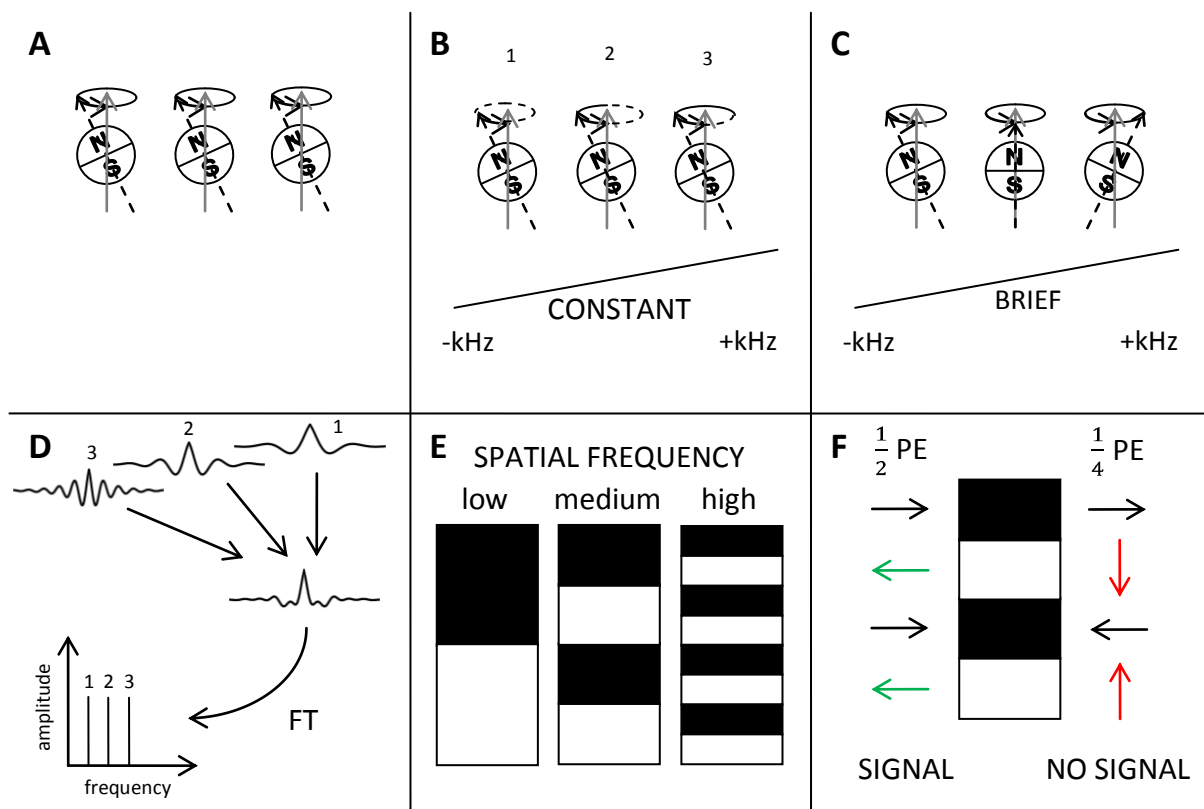 A
N
S
N
S
N
S
B
1 2 3
N
S
N
S
N
S
CONSTANT
-kHz +kHz
C
N
S
N
S
N
S
BRIEF
-kHz +kHz
D
3
2
1
1 2 3
amplitude
frequency
FT
E
SPATIAL FREQUENCY
low medium high
F
1/2 PE
1/4 PE
SIGNAL NO SIGNAL